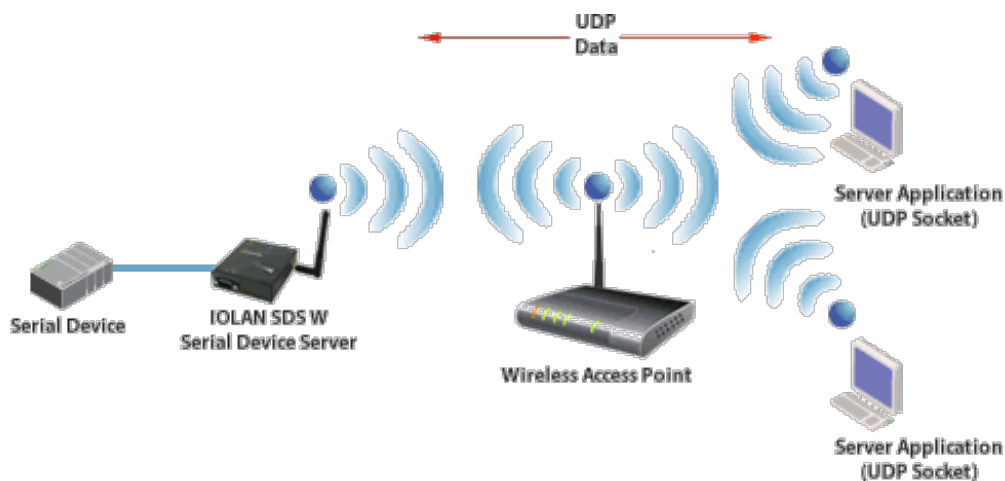 UDP
Data
Server Application
(UDP Socket)
Serial Device
IOLAN SDS W
Serial Device Server
Wireless Access Point
Server Application
(UDP Socket)